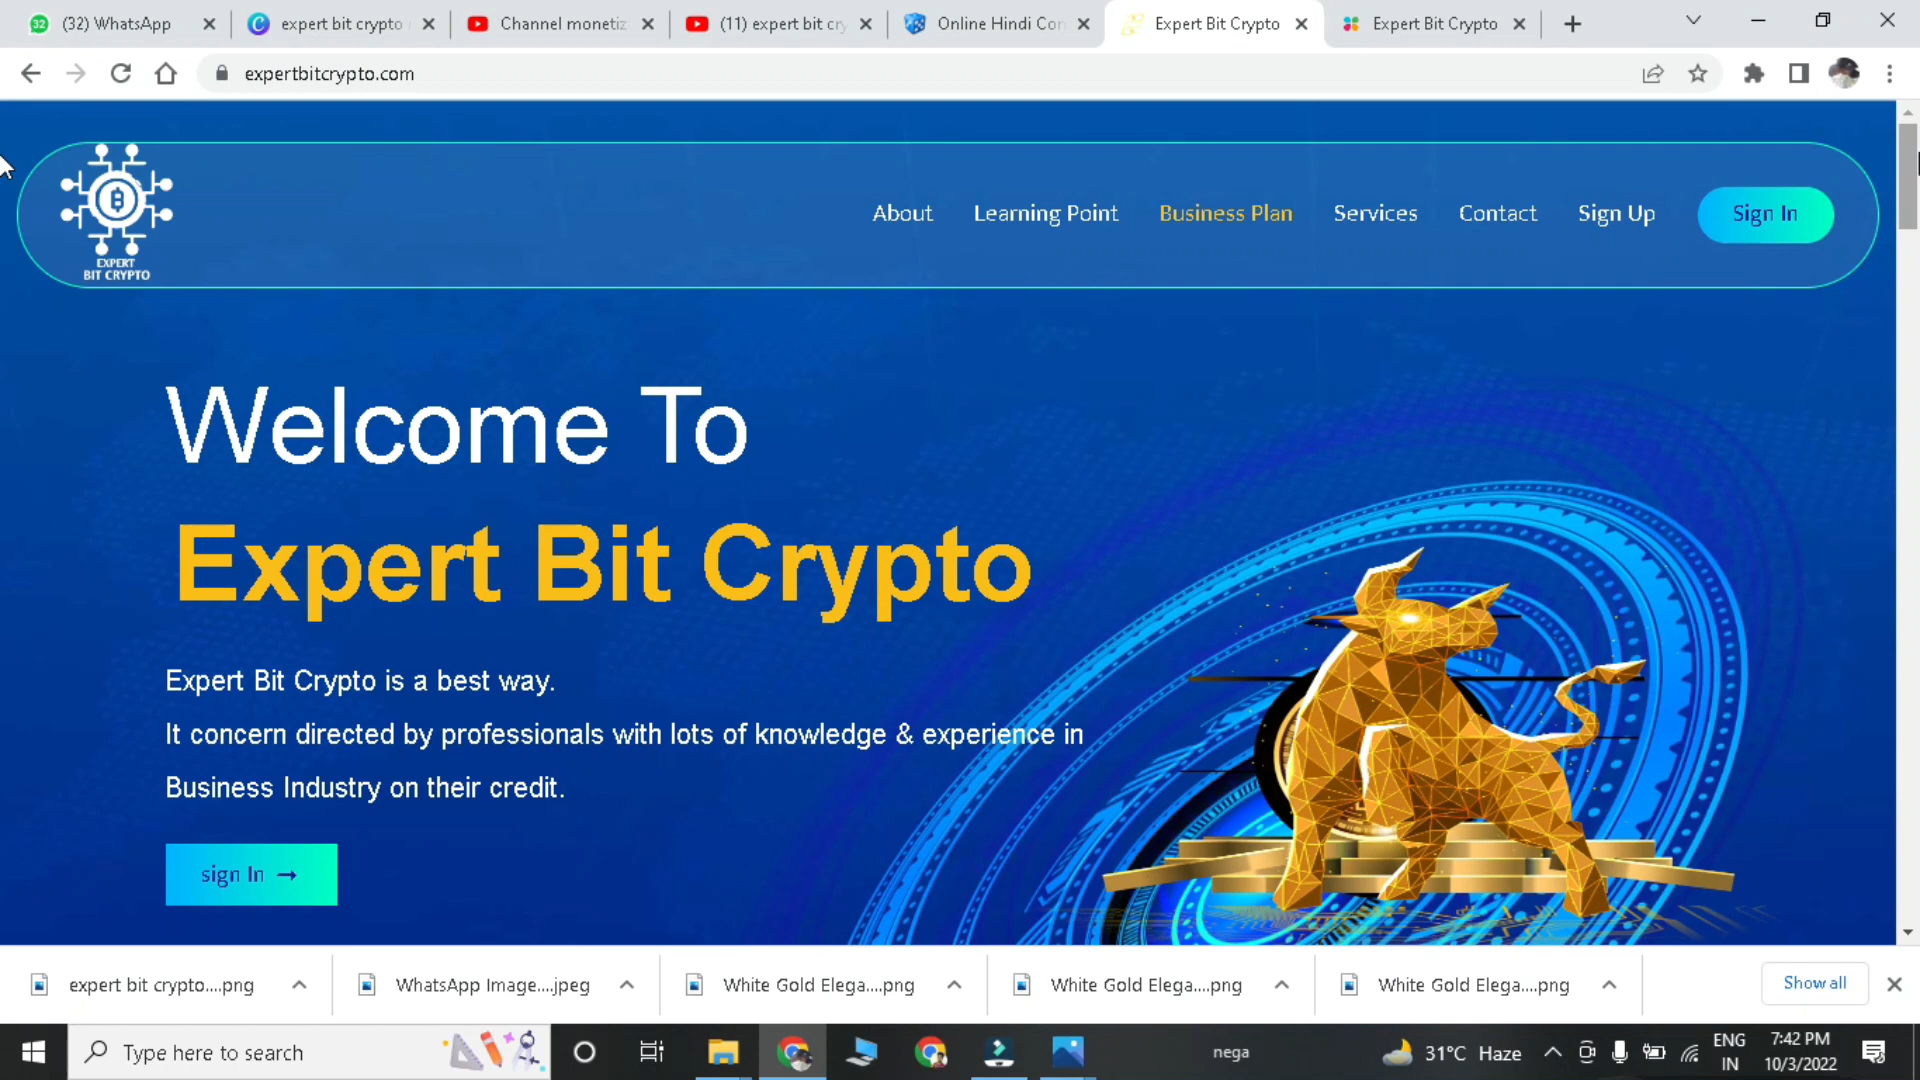 (32) WhatsApp
expert bit crypto
Channel monetiz
(11) expert bit cry
Online Hindi Con
Expert Bit Crypto
Expert Bit Crypto
expertbitcrypto.com
EXPERT
BIT CRYPTO
About
Learning Point
Business Plan
Services
Contact
Sign Up
Sign In
Welcome To
Expert Bit Crypto
Expert Bit Crypto is a best way.
It concern directed by professionals with lots of knowledge & experience in
Business Industry on their credit.
sign In →
expert bit crypto....png
WhatsApp Image....jpeg
White Gold Elega....png
White Gold Elega....png
White Gold Elega....png
Show all
Type here to search
nega
31°C Haze
ENG
IN
7:42 PM
10/3/2022